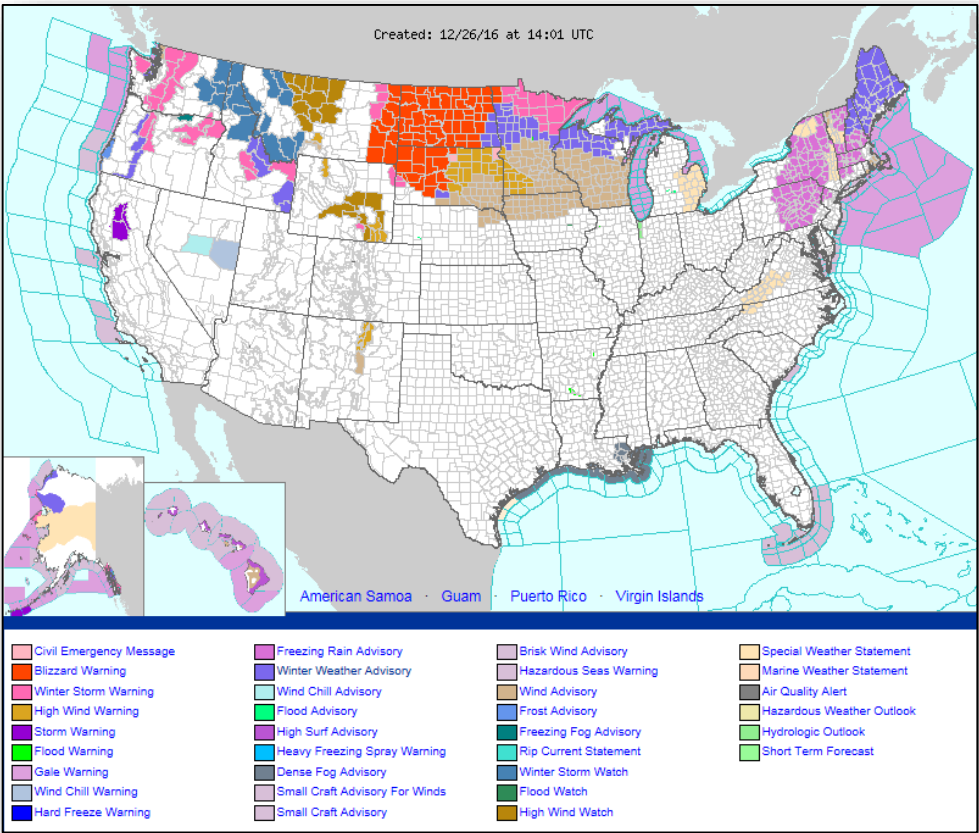 Created: 12/26/16 at 14:01 UTC
American Samoa · Guam · Puerto Rico · Virgin Islands
Civil Emergency Message
Blizzard Warning
Winter Storm Warning
High Wind Warning
Storm Warning
Flood Warning
Gale Warning
Wind Chill Warning
Hard Freeze Warning
Freezing Rain Advisory
Winter Weather Advisory
Wind Chill Advisory
Flood Advisory
High Surf Advisory
Heavy Freezing Spray Warning
Dense Fog Advisory
Small Craft Advisory For Winds
Small Craft Advisory
Brisk Wind Advisory
Hazardous Seas Warning
Wind Advisory
Frost Advisory
Freezing Fog Advisory
Rip Current Statement
Winter Storm Watch
Flood Watch
High Wind Watch
Special Weather Statement
Marine Weather Statement
Air Quality Alert
Hazardous Weather Outlook
Hydrologic Outlook
Short Term Forecast